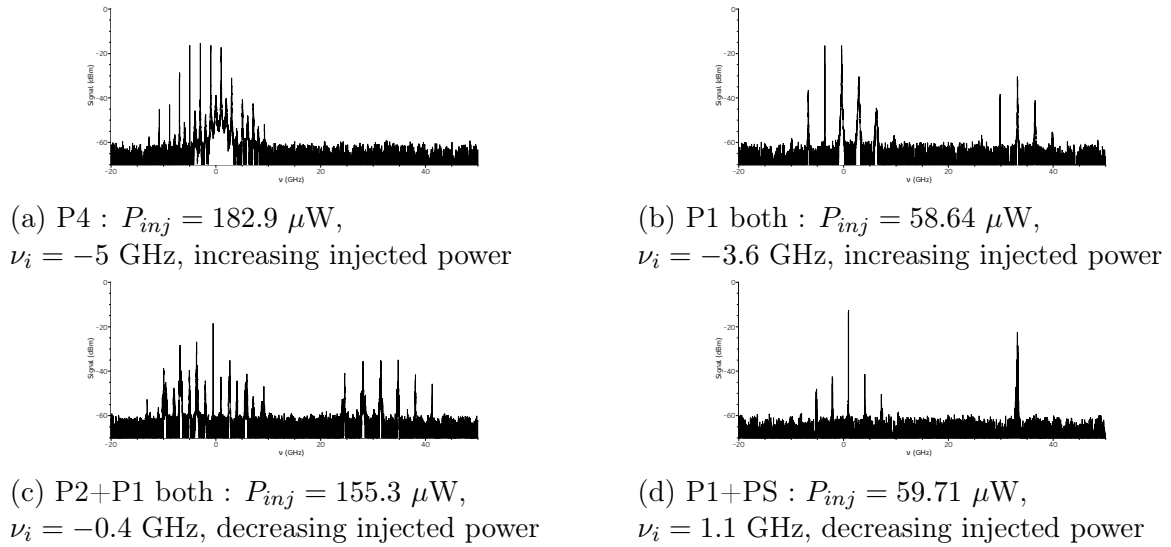 0
−20
−40
−60
Signal (dBm)
−20
0
20
40
ν (GHz)
0
−20
−40
−60
Signal (dBm)
−20
0
20
40
ν (GHz)
(a) P4 : P_inj = 182.9 μW,
ν_i = −5 GHz, increasing injected power
(b) P1 both : P_inj = 58.64 μW,
ν_i = −3.6 GHz, increasing injected power
0
−20
−40
−60
Signal (dBm)
−20
0
20
40
ν (GHz)
0
−20
−40
−60
Signal (dBm)
−20
0
20
40
ν (GHz)
(c) P2+P1 both : P_inj = 155.3 μW,
ν_i = −0.4 GHz, decreasing injected power
(d) P1+PS : P_inj = 59.71 μW,
ν_i = 1.1 GHz, decreasing injected power